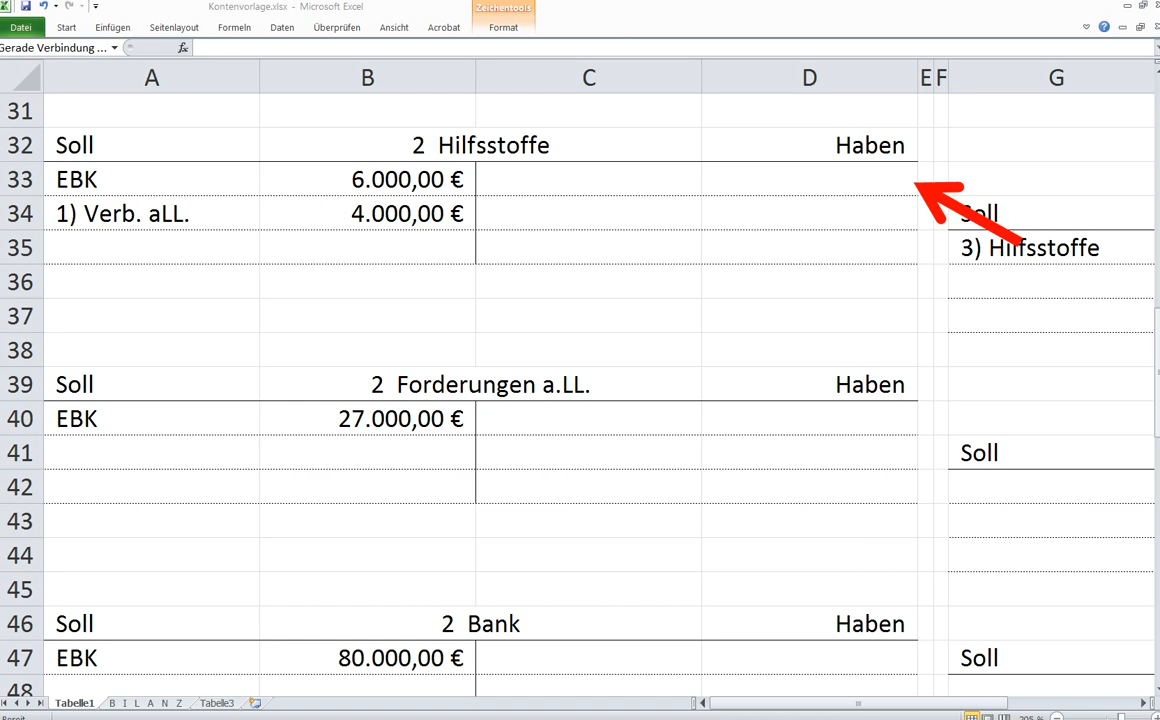 Kontenvorlage.xlsx - Microsoft Excel
Zeichentools
Datei Start Einfügen Seitenlayout Formeln Daten Überprüfen Ansicht Acrobat Format
Gerade Verbindung ... fx
A B C D E F G
31
32 Soll 2 Hilfsstoffe Haben
33 EBK 6.000,00 €
34 1) Verb. aLL. 4.000,00 € Soll
35 3) Hilfsstoffe
36
37
38
39 Soll 2 Forderungen a.LL. Haben
40 EBK 27.000,00 €
41 Soll
42
43
44
45
46 Soll 2 Bank Haben
47 EBK 80.000,00 € Soll
48
Tabelle1 B I L A N Z Tabelle3
Bereit 205 %